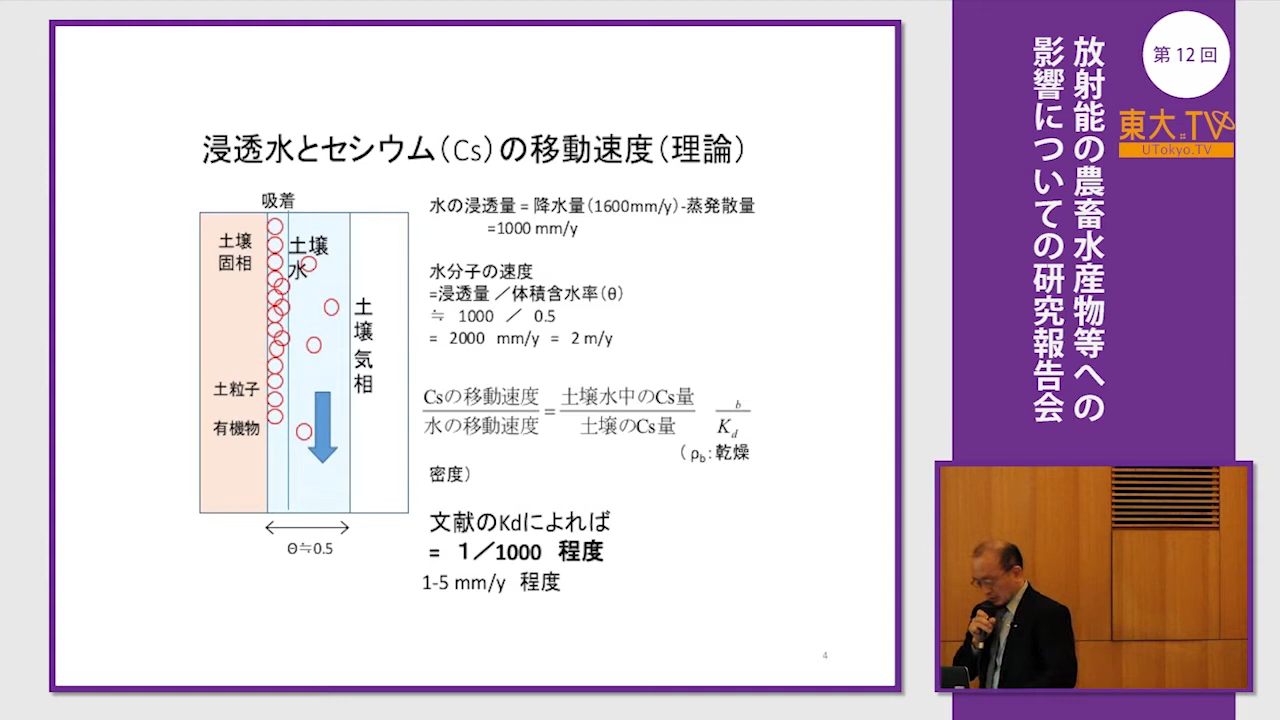 浸透水とセシウム（Cs）の移動速度（理論）
吸着
土壌
固相
土壌
水
土
壌
気
相
土粒子
有機物
Θ≒0.5
水の浸透量 = 降水量（1600mm/y）-蒸発散量
=1000 mm/y
水分子の速度
=浸透量 ／体積含水率（θ）
≒ 1000 ／ 0.5
= 2000 mm/y = 2 m/y
Csの移動速度
水の移動速度
=
土壌水中のCs量
土壌のCs量
b
Kd
（ρb：乾燥
密度）
文献のKdによれば
= １／1000 程度
1-5 mm/y 程度
4
第12回
放射能の農畜水産物等への
影響についての研究報告会
東大.TV
UTokyo.TV